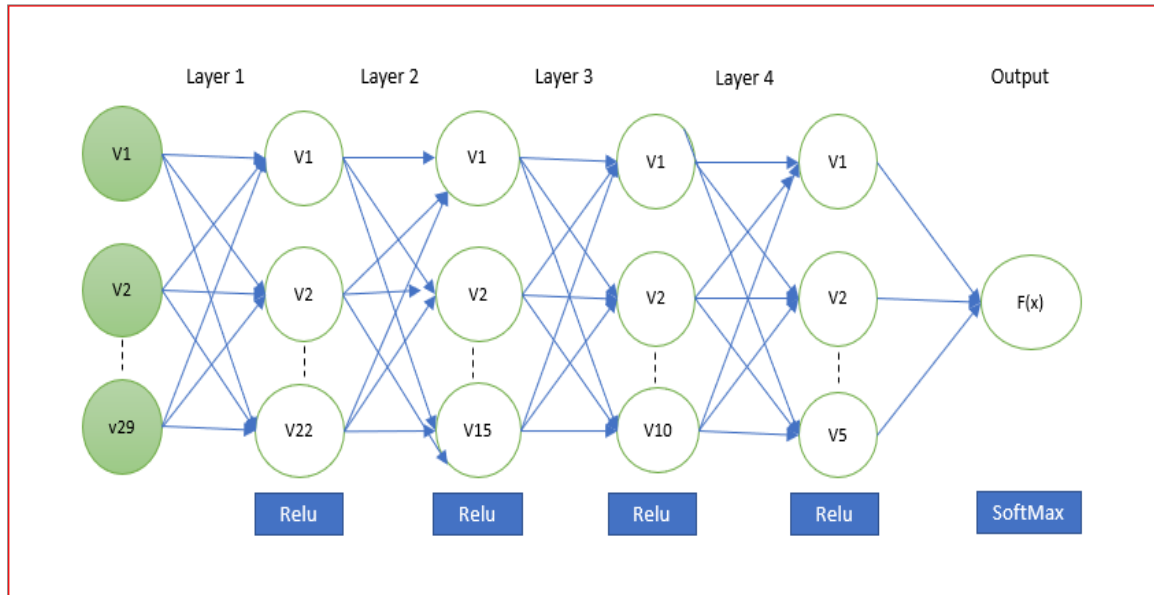 Layer 1 Layer 2 Layer 3 Layer 4 Output
V1 V1 V1 V1 V1
V2 V2 V2 V2 V2 F(x)
v29 V22 V15 V10 V5
Relu Relu Relu Relu SoftMax